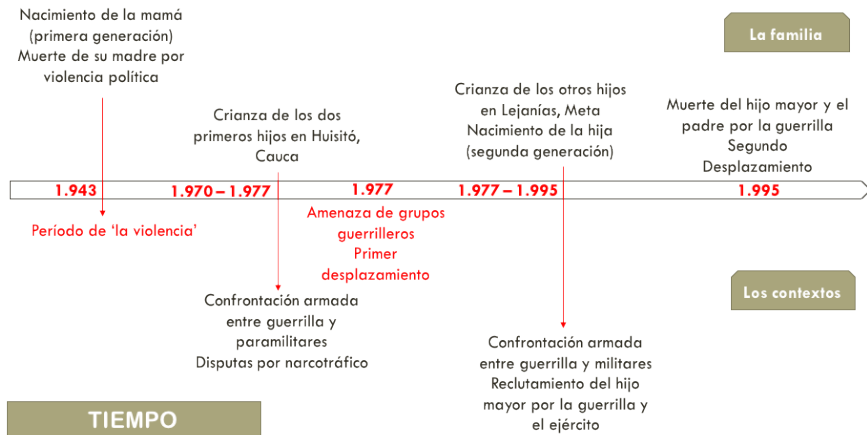 Nacimiento de la mamá
(primera generación)
Muerte de su madre por
violencia política
La familia
Crianza de los dos
primeros hijos en Huisitó,
Cauca
Crianza de los otros hijos
en Lejanías, Meta
Nacimiento de la hija
(segunda generación)
Muerte del hijo mayor y el
padre por la guerrilla
Segundo
Desplazamiento
1.943
1.970 – 1.977
1.977
1.977 – 1.995
1.995
Período de ‘la violencia’
Amenaza de grupos
guerrilleros
Primer
desplazamiento
Los contextos
Confrontación armada
entre guerrilla y
paramilitares
Disputas por narcotráfico
Confrontación armada
entre guerrilla y militares
Reclutamiento del hijo
mayor por la guerrilla y
el ejército
TIEMPO